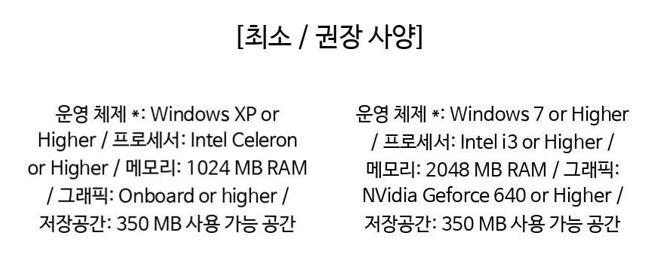 [최소 / 권장 사양]
운영 체제 *: Windows XP or
Higher / 프로세서: Intel Celeron
or Higher / 메모리: 1024 MB RAM
/ 그래픽: Onboard or higher /
저장공간: 350 MB 사용 가능 공간
운영 체제 *: Windows 7 or Higher
/ 프로세서: Intel i3 or Higher /
메모리: 2048 MB RAM / 그래픽:
NVidia Geforce 640 or Higher /
저장공간: 350 MB 사용 가능 공간